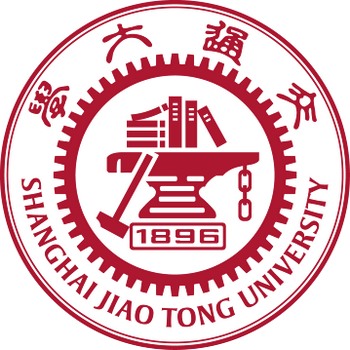 交通大學
1896
SHANGHAI JIAO TONG UNIVERSITY